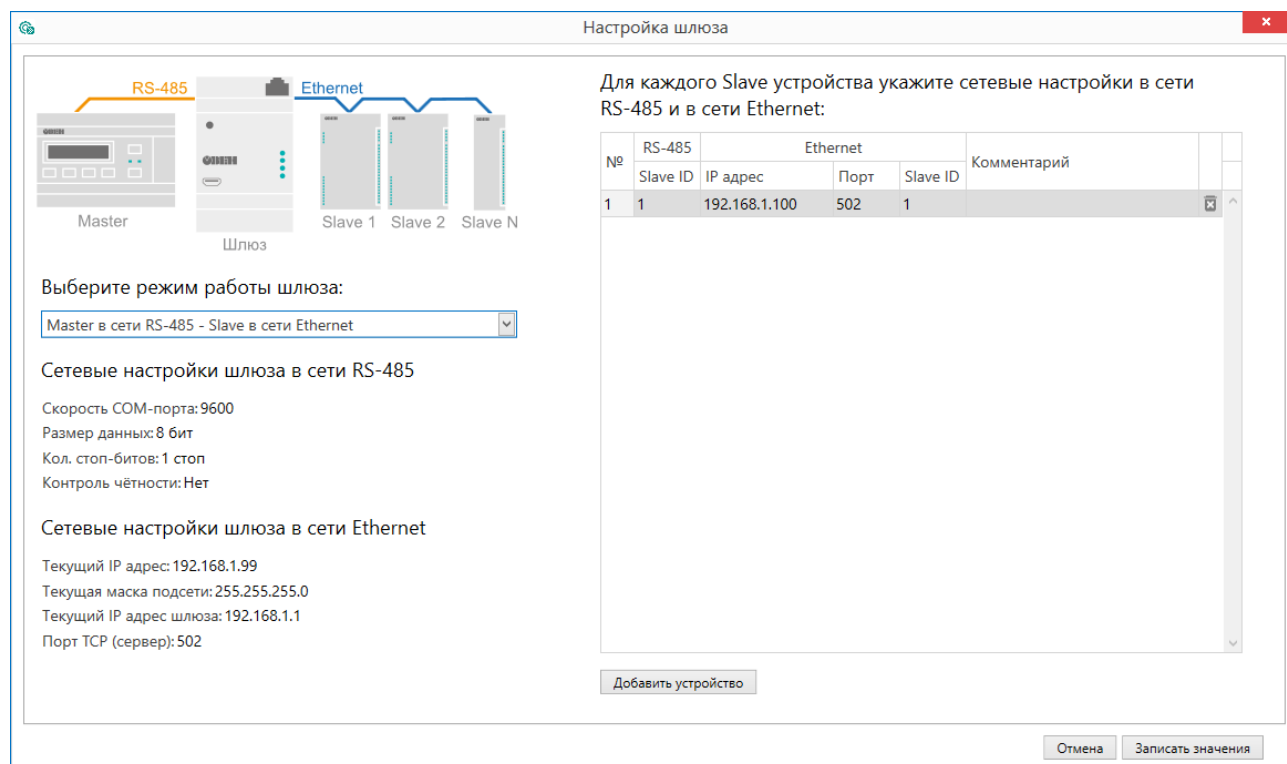 Настройка шлюза
RS-485
Ethernet
ОВЕН
ОВЕН
Master
Шлюз
Slave 1
Slave 2
Slave N
Выберите режим работы шлюза:
Master в сети RS-485 - Slave в сети Ethernet
Сетевые настройки шлюза в сети RS-485
Скорость COM-порта: 9600
Размер данных: 8 бит
Кол. стоп-битов: 1 стоп
Контроль чётности: Нет
Сетевые настройки шлюза в сети Ethernet
Текущий IP адрес: 192.168.1.99
Текущая маска подсети: 255.255.255.0
Текущий IP адрес шлюза: 192.168.1.1
Порт TCP (сервер): 502
Для каждого Slave устройства укажите сетевые настройки в сети
RS-485 и в сети Ethernet:
№ RS-485 Ethernet Комментарий
Slave ID IP адрес Порт Slave ID
1 1 192.168.1.100 502 1
Добавить устройство
Отмена Записать значения